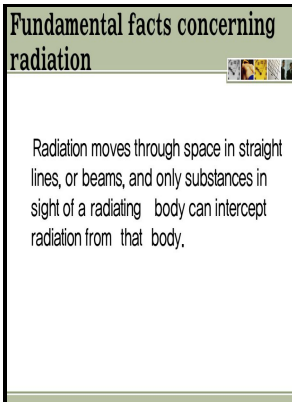 Fundamental facts concerning
radiation
Radiation moves through space in straight
lines, or beams, and only substances in
sight of a radiating body can intercept
radiation from that body.